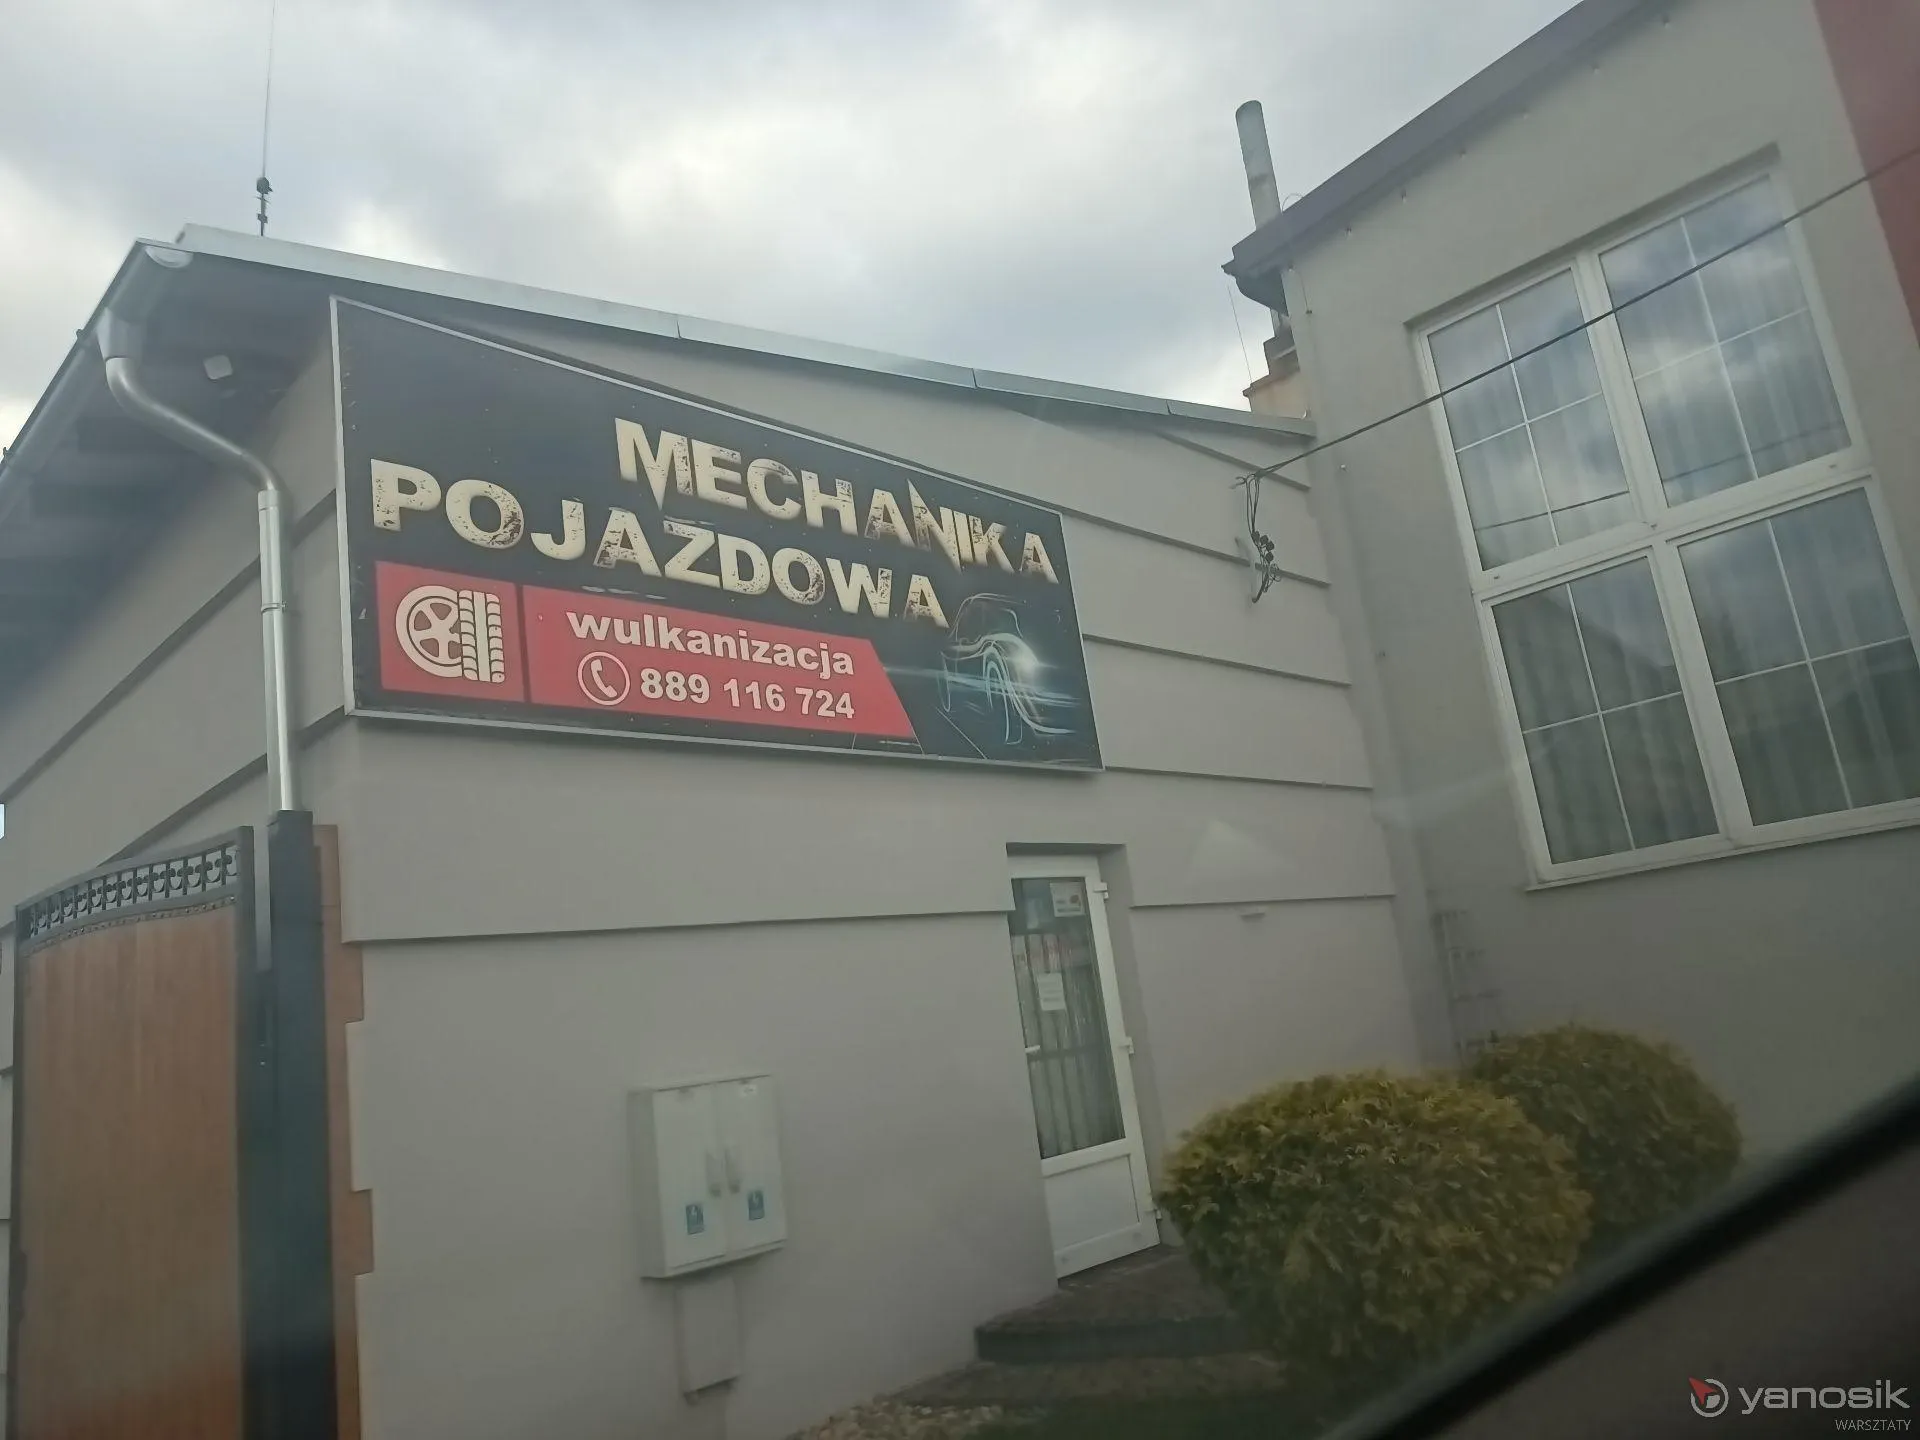 MECHANIKA
POJAZDOWA
wulkanizacja
889 116 724
yanosik
WARSZTATY